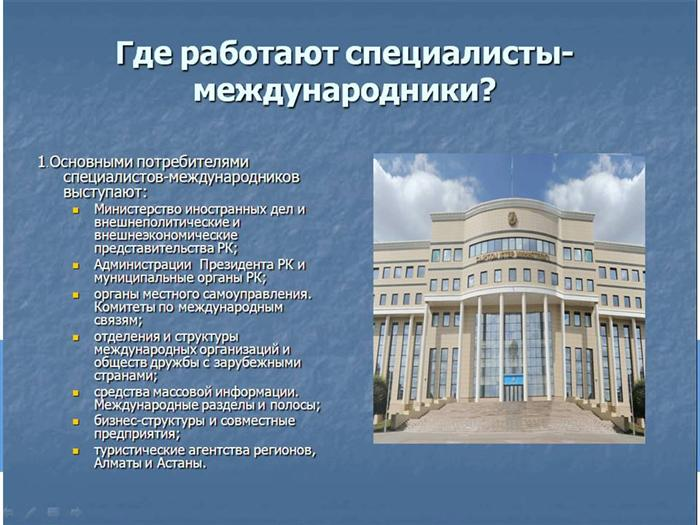 Где работают специалисты-
международники?
1 Основными потребителями
специалистов-международников
выступают:
Министерство иностранных дел и
внешнеполитические и
внешнеэкономические
представительства РК;
Администрации Президента РК и
муниципальные органы РК;
органы местного самоуправления.
Комитеты по международным
связям;
отделения и структуры
международных организаций и
обществ дружбы с зарубежными
странами;
средства массовой информации.
Международные разделы и полосы;
бизнес-структуры и совместные
предприятия;
туристические агентства регионов,
Алматы и Астаны.